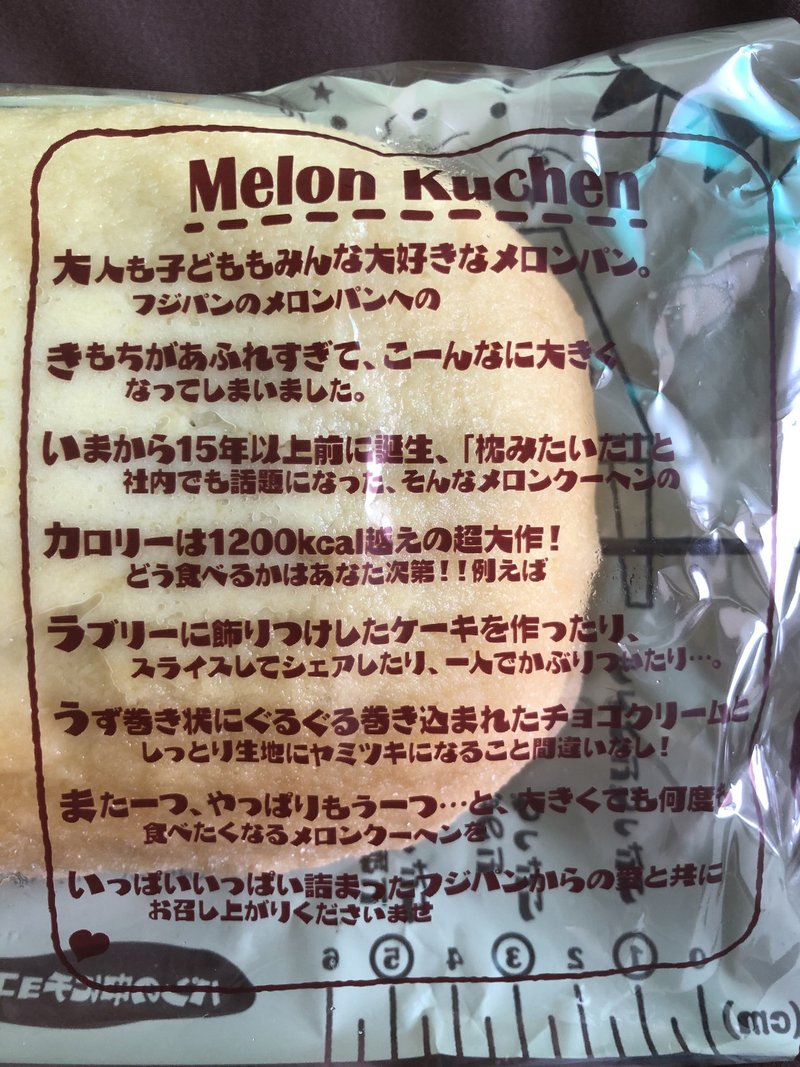 Melon Kuchen
大人も子どももみんな大好きなメロンパン。
フジパンのメロンパンへの
きもちがあふれすぎて、こーんなに大きく
なってしまいました。
いまから15年以上前に誕生、「枕みたいだ」と
社内でも話題になった、そんなメロンクーヘンの
カロリーは1200kcal越えの超大作!
どう食べるかはあなた次第!!例えば
ラブリーに飾りつけしたケーキを作ったり、
スライスしてシェアしたり、一人でかぶりついたり…。
うず巻き状にぐるぐる巻き込まれたチョコクリームと
しっとり生地にヤミツキになること間違いなし!
また一つ、やっぱりもう一つ…と、大きくても何度も
食べたくなるメロンクーヘンを
いっぱいいっぱい詰まったフジパンからの愛と共に
お召し上がりくださいませ
6 5 4 3 2 1 0
(cm)